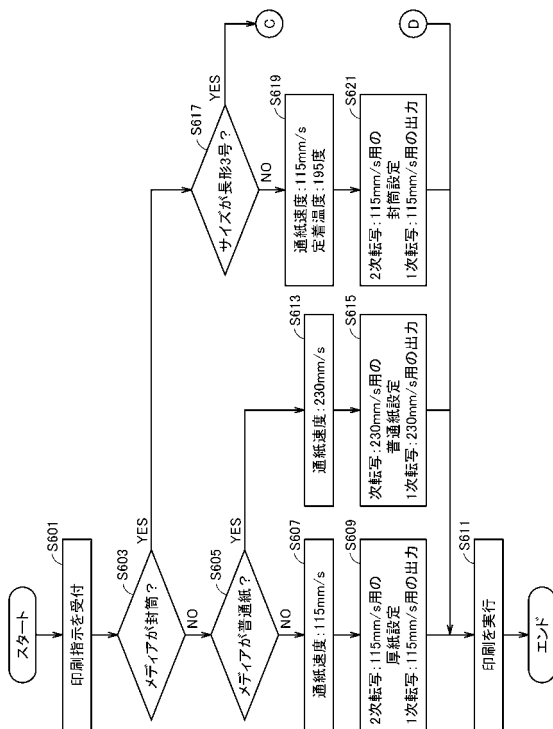 スタート
S601
印刷指示を受付
S603
メディアが封筒?
YES
NO
S605
メディアが普通紙?
YES
NO
S607
通紙速度:115mm/s
S609
2次転写:115mm/s用の
厚紙設定
1次転写:115mm/s用の出力
S611
印刷を実行
エンド
S613
通紙速度:230mm/s
S615
次転写:230mm/s用の
普通紙設定
1次転写:230mm/s用の出力
S617
サイズが長形3号?
YES
NO
C
S619
通紙速度:115mm/s
定着温度:195度
S621
2次転写:115mm/s用の
封筒設定
1次転写:115mm/s用の出力
D